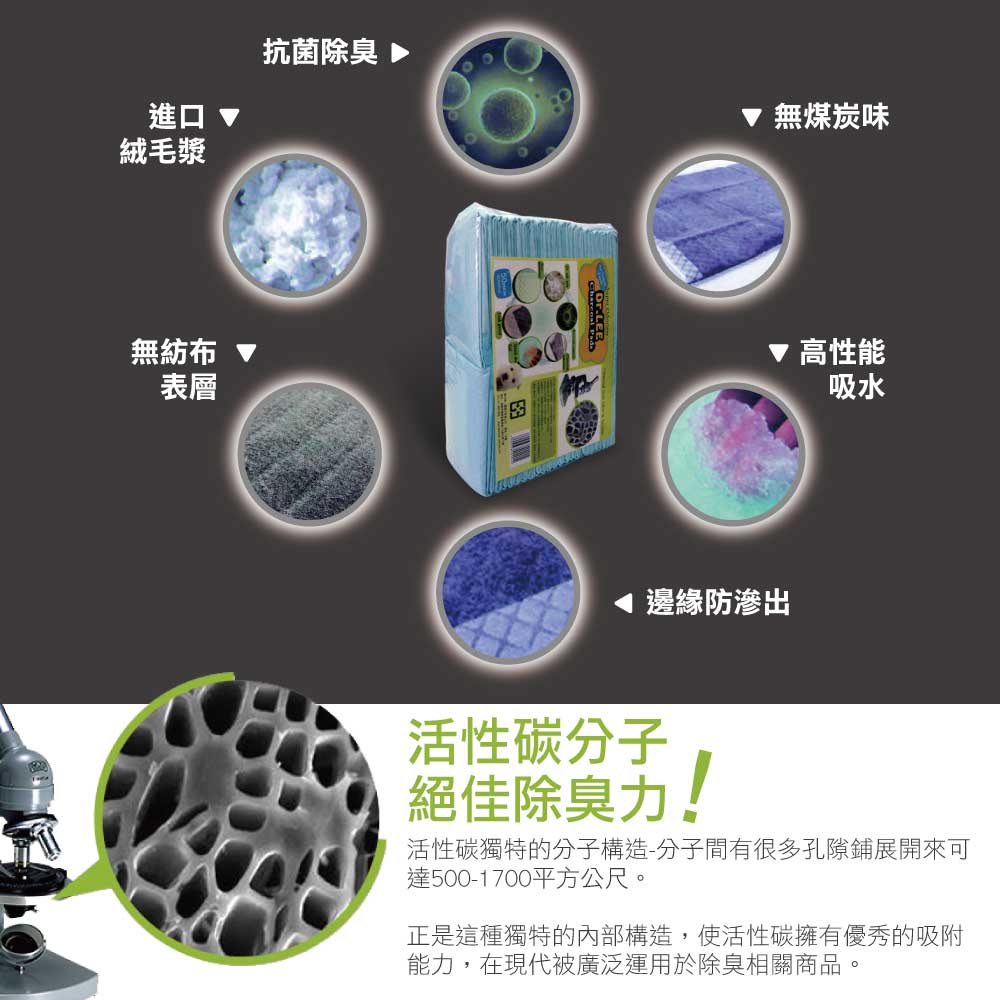 抗菌除臭
進口
絨毛漿
無煤炭味
無紡布
表層
高性能
吸水
Dr.LEE
Charcoal Pads
邊緣防滲出
活性碳分子
絕佳除臭力!
活性碳獨特的分子構造-分子間有很多孔隙鋪展開來可
達500-1700平方公尺。
正是這種獨特的內部構造，使活性碳擁有優秀的吸附
能力，在現代被廣泛運用於除臭相關商品。